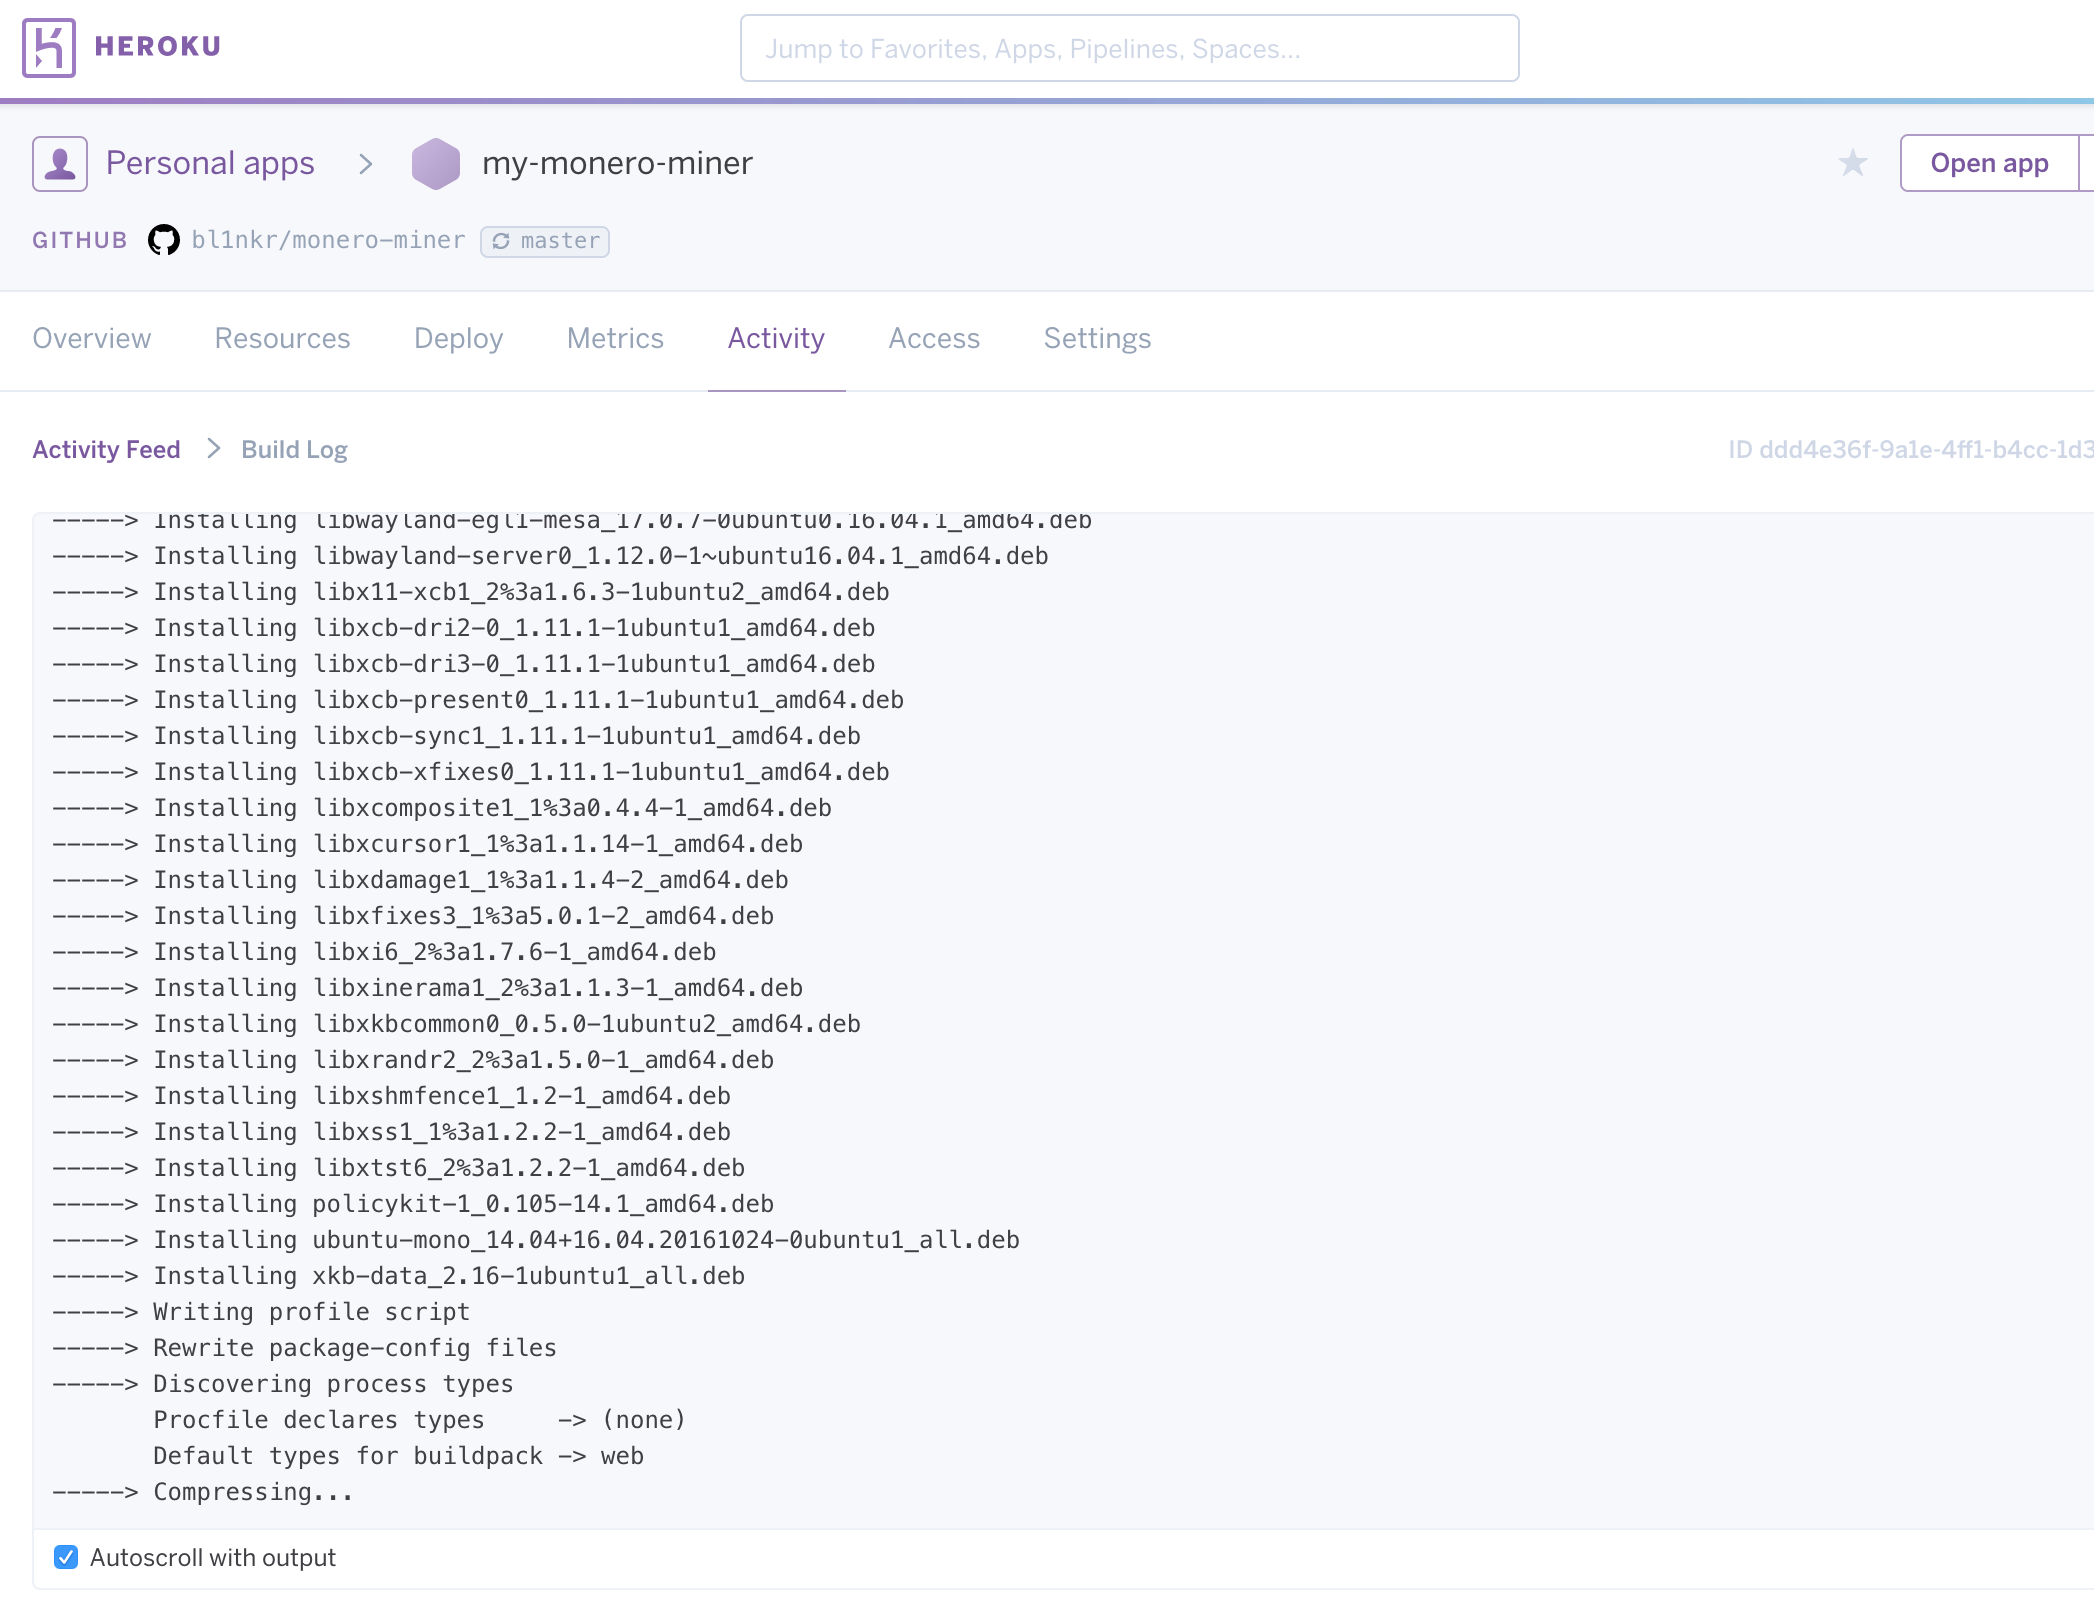 HEROKU
Jump to Favorites, Apps, Pipelines, Spaces...
Personal apps > my-monero-miner
Open app
GITHUB bl1nkr/monero-miner master
Overview Resources Deploy Metrics Activity Access Settings
Activity Feed > Build Log
ID ddd4e36f-9a1e-4ff1-b4cc-1d3
-----> Installing libwayland-egl1-mesa_17.0.7-0ubuntu0.16.04.1_amd64.deb
-----> Installing libwayland-server0_1.12.0-1~ubuntu16.04.1_amd64.deb
-----> Installing libx11-xcb1_2%3a1.6.3-1ubuntu2_amd64.deb
-----> Installing libxcb-dri2-0_1.11.1-1ubuntu1_amd64.deb
-----> Installing libxcb-dri3-0_1.11.1-1ubuntu1_amd64.deb
-----> Installing libxcb-present0_1.11.1-1ubuntu1_amd64.deb
-----> Installing libxcb-sync1_1.11.1-1ubuntu1_amd64.deb
-----> Installing libxcb-xfixes0_1.11.1-1ubuntu1_amd64.deb
-----> Installing libxcomposite1_1%3a0.4.4-1_amd64.deb
-----> Installing libxcursor1_1%3a1.1.14-1_amd64.deb
-----> Installing libxdamage1_1%3a1.1.4-2_amd64.deb
-----> Installing libxfixes3_1%3a5.0.1-2_amd64.deb
-----> Installing libxi6_2%3a1.7.6-1_amd64.deb
-----> Installing libxinerama1_2%3a1.1.3-1_amd64.deb
-----> Installing libxkbcommon0_0.5.0-1ubuntu2_amd64.deb
-----> Installing libxrandr2_2%3a1.5.0-1_amd64.deb
-----> Installing libxshmfence1_1.2-1_amd64.deb
-----> Installing libxss1_1%3a1.2.2-1_amd64.deb
-----> Installing libxtst6_2%3a1.2.2-1_amd64.deb
-----> Installing policykit-1_0.105-14.1_amd64.deb
-----> Installing ubuntu-mono_14.04+16.04.20161024-0ubuntu1_all.deb
-----> Installing xkb-data_2.16-1ubuntu1_all.deb
-----> Writing profile script
-----> Rewrite package-config files
-----> Discovering process types
       Procfile declares types     -> (none)
       Default types for buildpack -> web
-----> Compressing...
Autoscroll with output